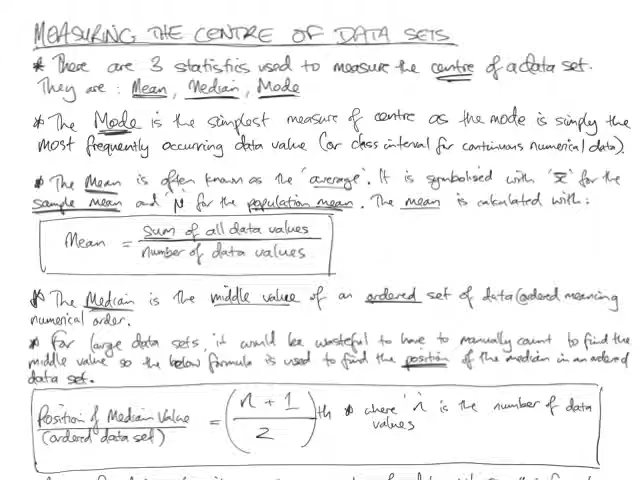 MEASURING THE CENTRE OF DATA SETS
* There are 3 statistics used to measure the centre of a data set.
They are: Mean, Median, Mode
* The Mode is the simplest measure of centre as the mode is simply the
most frequently occurring data value (or class interval for continuous numerical data).
* The Mean is often known as the 'average'. It is symbolised with 'x̄' for the
sample mean and 'μ' for the population mean. The mean is calculated with:
Mean = sum of all data values
number of data values
* The Median is the middle value of an ordered set of data (ordered meaning
numerical order.
* For large data sets, it would be wasteful to have to manually count to find the
middle value so the below formula is used to find the position of the median in an ordered
data set.
Position of Median Value (ordered data set) = (n + 1 / 2)th * where 'n' is the number of data
values